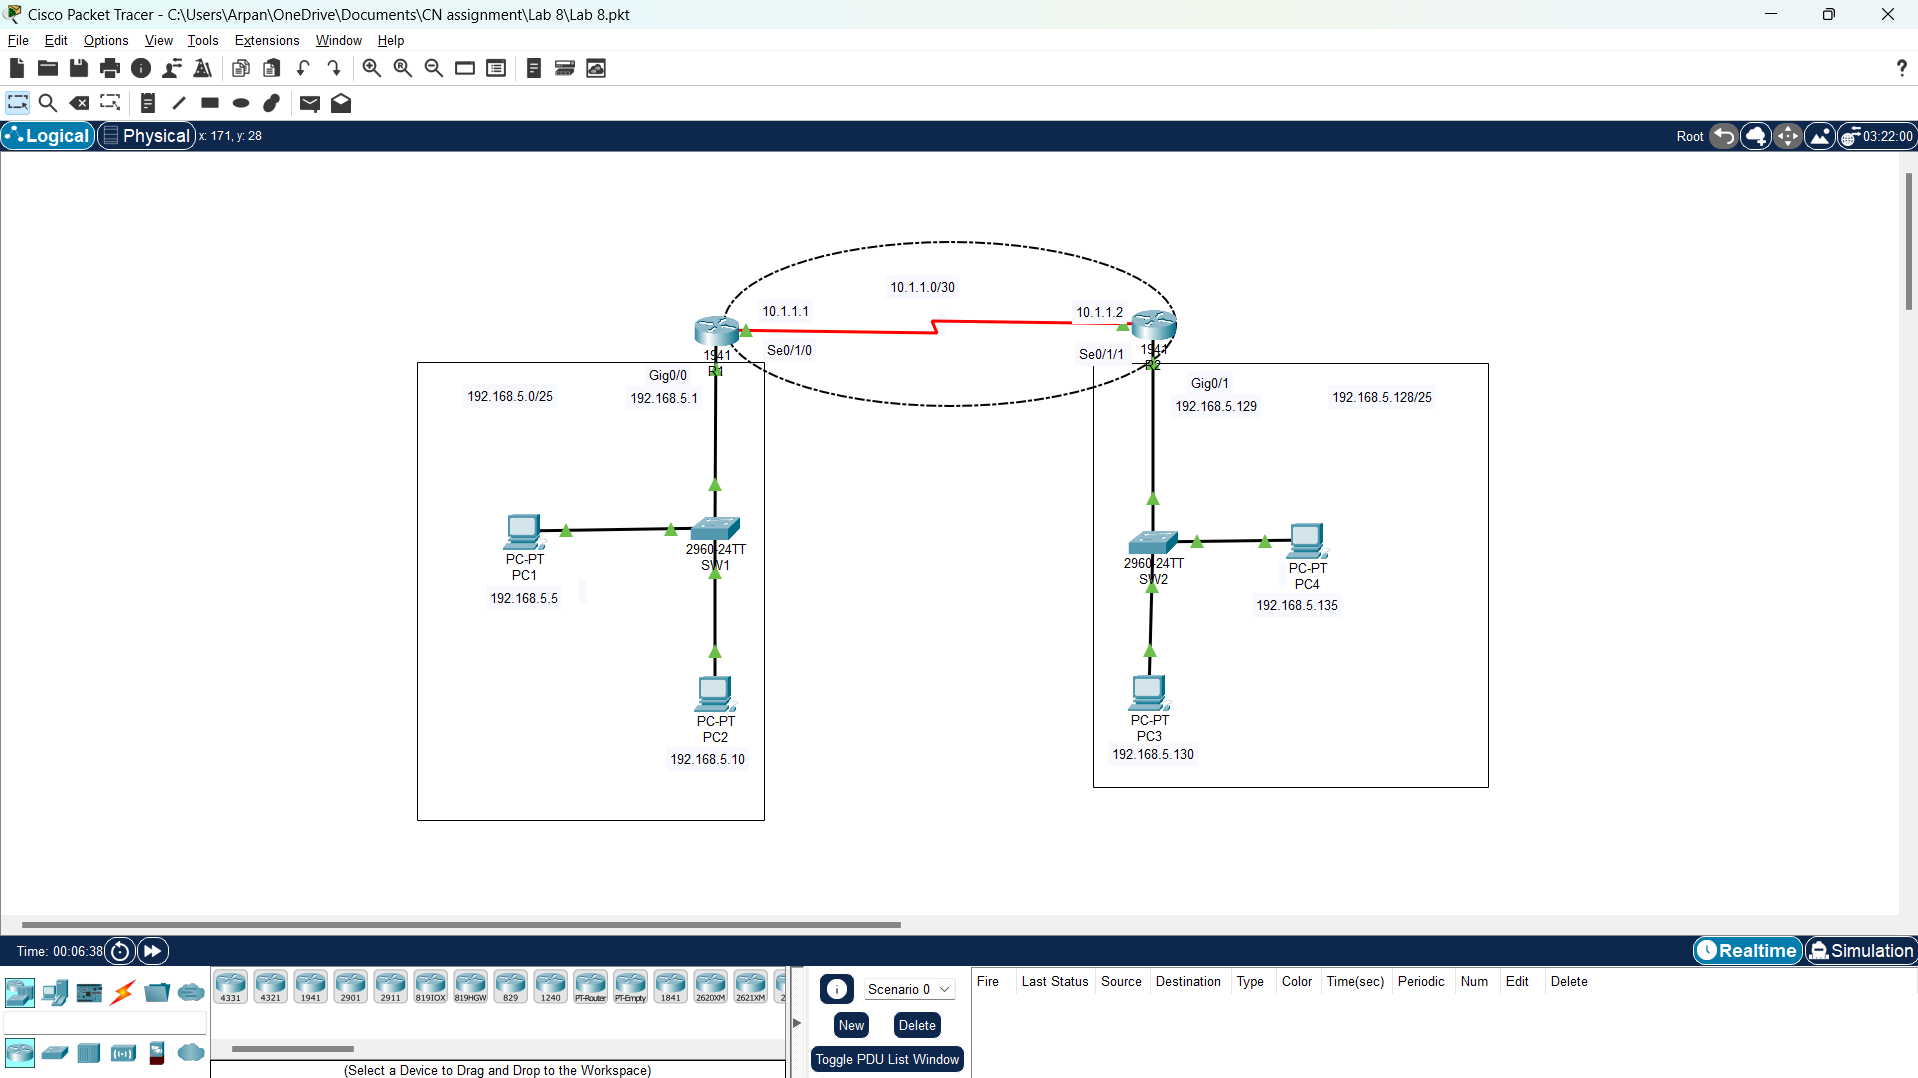 Cisco Packet Tracer - C:\Users\Arpan\OneDrive\Documents\CN assignment\Lab 8\Lab 8.pkt
File Edit Options View Tools Extensions Window Help
Logical Physical x: 171, y: 28 Root 03:22:00
10.1.1.0/30
10.1.1.1 10.1.1.2
Se0/1/0 Se0/1/1
1941
R1
1941
R2
Gig0/0
192.168.5.1
192.168.5.0/25
Gig0/1
192.168.5.129
192.168.5.128/25
PC-PT
PC1
192.168.5.5
2960-24TT
SW1
2960-24TT
SW2
PC-PT
PC4
192.168.5.135
PC-PT
PC2
192.168.5.10
PC-PT
PC3
192.168.5.130
Time: 00:06:38 Realtime Simulation
4331 4321 1941 2901 2911 819IOX 819HGW 829 1240 PT-Router PT-Empty 1841 2620XM 2621XM 2
(Select a Device to Drag and Drop to the Workspace)
Scenario 0
New Delete
Toggle PDU List Window
Fire Last Status Source Destination Type Color Time(sec) Periodic Num Edit Delete